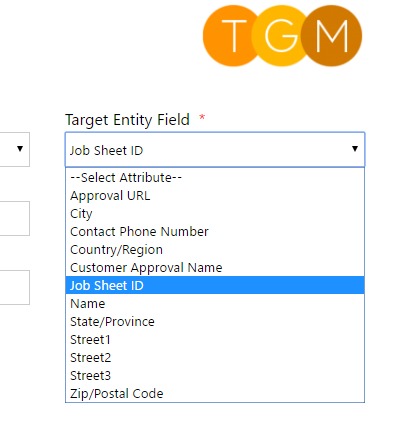 TGM
Target Entity Field *
Job Sheet ID
--Select Attribute--
Approval URL
City
Contact Phone Number
Country/Region
Customer Approval Name
Job Sheet ID
Name
State/Province
Street1
Street2
Street3
Zip/Postal Code